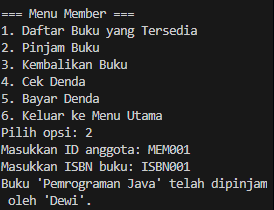 === Menu Member ===
1. Daftar Buku yang Tersedia
2. Pinjam Buku
3. Kembalikan Buku
4. Cek Denda
5. Bayar Denda
6. Keluar ke Menu Utama
Pilih opsi: 2
Masukkan ID anggota: MEM001
Masukkan ISBN buku: ISBN001
Buku 'Pemrograman Java' telah dipinjam
 oleh 'Dewi'.